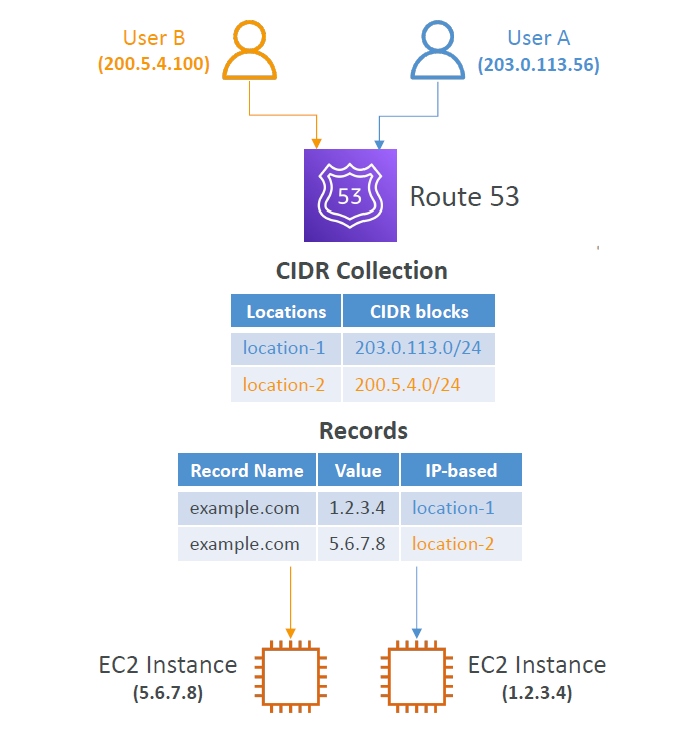 User B
(200.5.4.100)
User A
(203.0.113.56)
53
Route 53
CIDR Collection
Locations CIDR blocks
location-1 203.0.113.0/24
location-2 200.5.4.0/24
Records
Record Name Value IP-based
example.com 1.2.3.4 location-1
example.com 5.6.7.8 location-2
EC2 Instance
(5.6.7.8)
EC2 Instance
(1.2.3.4)